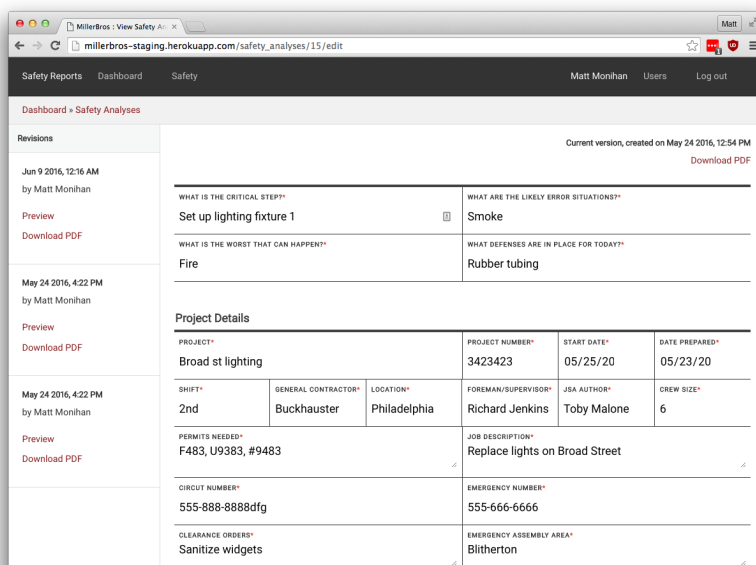 MillerBros : View Safety An
Matt
millerbros-staging.herokuapp.com/safety_analyses/15/edit
Safety Reports Dashboard Safety Matt Monihan Users Log out
Dashboard » Safety Analyses
Revisions
Current version, created on May 24 2016, 12:54 PM
Download PDF
Jun 9 2016, 12:16 AM
by Matt Monihan
Preview
Download PDF
May 24 2016, 4:22 PM
by Matt Monihan
Preview
Download PDF
May 24 2016, 4:22 PM
by Matt Monihan
Preview
Download PDF
WHAT IS THE CRITICAL STEP?* WHAT ARE THE LIKELY ERROR SITUATIONS?*
Set up lighting fixture 1 Smoke
WHAT IS THE WORST THAT CAN HAPPEN?* WHAT DEFENSES ARE IN PLACE FOR TODAY?*
Fire Rubber tubing
Project Details
PROJECT* PROJECT NUMBER* START DATE* DATE PREPARED*
Broad st lighting 3423423 05/25/20 05/23/20
SHIFT* GENERAL CONTRACTOR* LOCATION* FOREMAN/SUPERVISOR* JSA AUTHOR* CREW SIZE*
2nd Buckhauster Philadelphia Richard Jenkins Toby Malone 6
PERMITS NEEDED* JOB DESCRIPTION*
F483, U9383, #9483 Replace lights on Broad Street
CIRCUT NUMBER* EMERGENCY NUMBER*
555-888-8888dfg 555-666-6666
CLEARANCE ORDERS* EMERGENCY ASSEMBLY AREA*
Sanitize widgets Blitherton